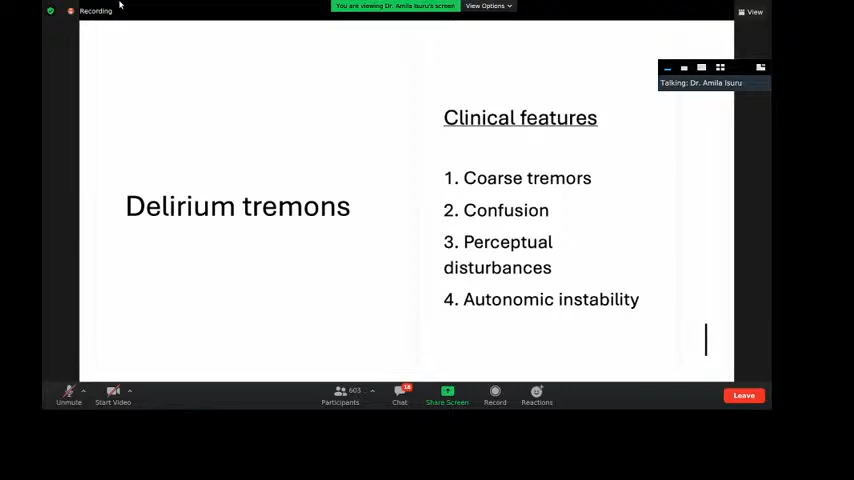 Recording
You are viewing Dr. Amila Isuru's screen
View Options
View
Talking: Dr. Amila Isuru
Clinical features
1. Coarse tremors
Delirium tremons
2. Confusion
3. Perceptual
disturbances
4. Autonomic instability
Unmute
Start Video
603
Participants
18
Chat
Share Screen
Record
Reactions
Leave